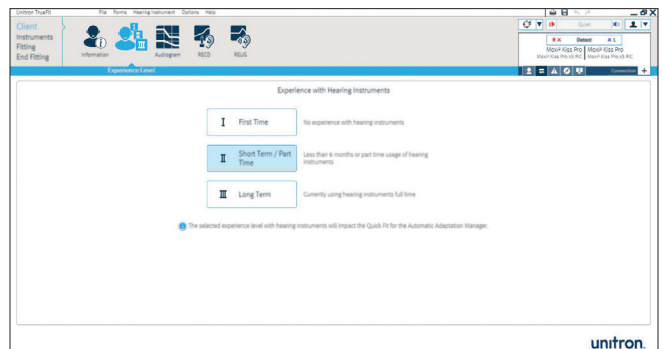 Unitron TrueFit
File Forms Hearing Instrument Options Help
Client
Instruments
Fitting
End Fitting
Information
Audiogram
RECD
REUG
Experience Level
Quiet
R X Detect X L
Moxi² Kiss Pro Moxi² Kiss Pro
Connection
Experience with Hearing Instruments
I First Time No experience with hearing instruments
II Short Term / Part Time Less than 6 months or part time usage of hearing instruments
III Long Term Currently using hearing instruments full time
The selected experience level with hearing instruments will impact the Quick Fit for the Automatic Adaptation Manager.
unitron.